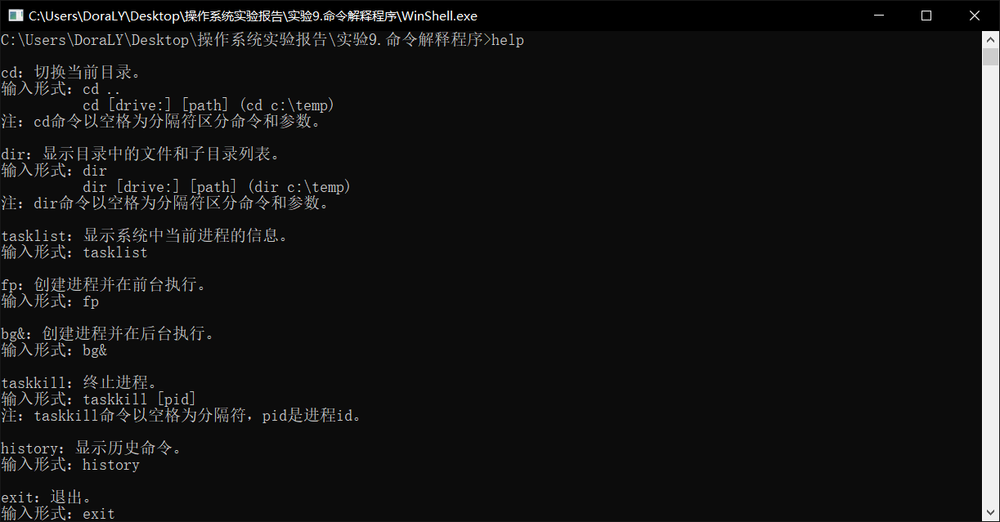 C:\Users\DoraLY\Desktop\操作系统实验报告\实验9.命令解释程序\WinShell.exe
C:\Users\DoraLY\Desktop\操作系统实验报告\实验9.命令解释程序>help
cd：切换当前目录。
输入形式：cd ..
cd [drive:] [path] (cd c:\temp)
注：cd命令以空格为分隔符区分命令和参数。
dir：显示目录中的文件和子目录列表。
输入形式：dir
dir [drive:] [path] (dir c:\temp)
注：dir命令以空格为分隔符区分命令和参数。
tasklist：显示系统中当前进程的信息。
输入形式：tasklist
fp：创建进程并在前台执行。
输入形式：fp
bg&：创建进程并在后台执行。
输入形式：bg&
taskkill：终止进程。
输入形式：taskkill [pid]
注：taskkill命令以空格为分隔符，pid是进程id。
history：显示历史命令。
输入形式：history
exit：退出。
输入形式：exit